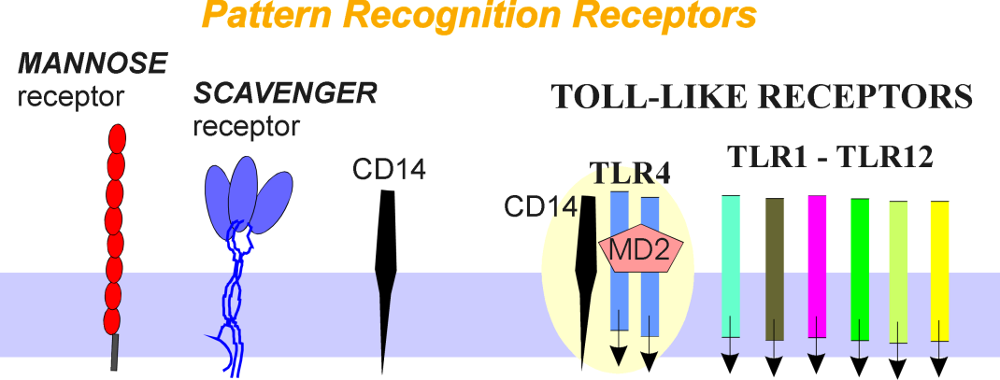 Pattern Recognition Receptors
MANNOSE
receptor
SCAVENGER
receptor
CD14
TOLL-LIKE RECEPTORS
TLR4
CD14
MD2
TLR1 - TLR12